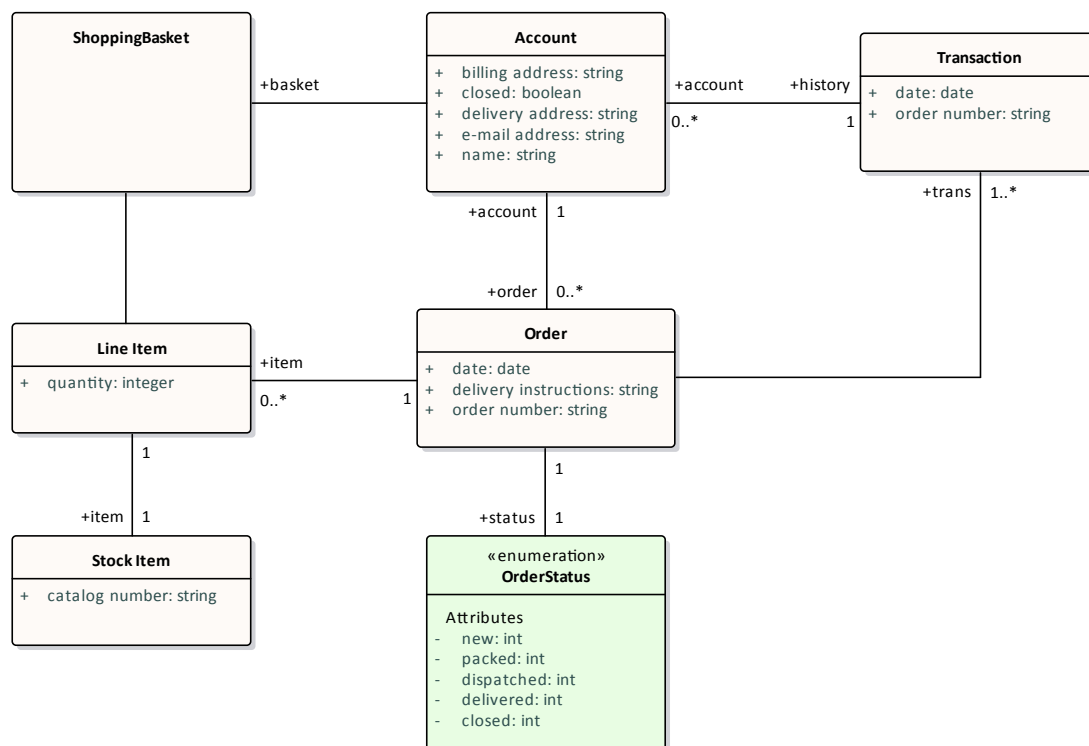 ShoppingBasket
+basket
Account
+ billing address: string
+ closed: boolean
+ delivery address: string
+ e-mail address: string
+ name: string
+account
0..*
+history
1
Transaction
+ date: date
+ order number: string
+trans
1..*
+account
1
+order
0..*
Line Item
+ quantity: integer
+item
0..*
1
Order
+ date: date
+ delivery instructions: string
+ order number: string
1
+item
1
Stock Item
+ catalog number: string
1
+status
1
«enumeration»
OrderStatus
Attributes
- new: int
- packed: int
- dispatched: int
- delivered: int
- closed: int